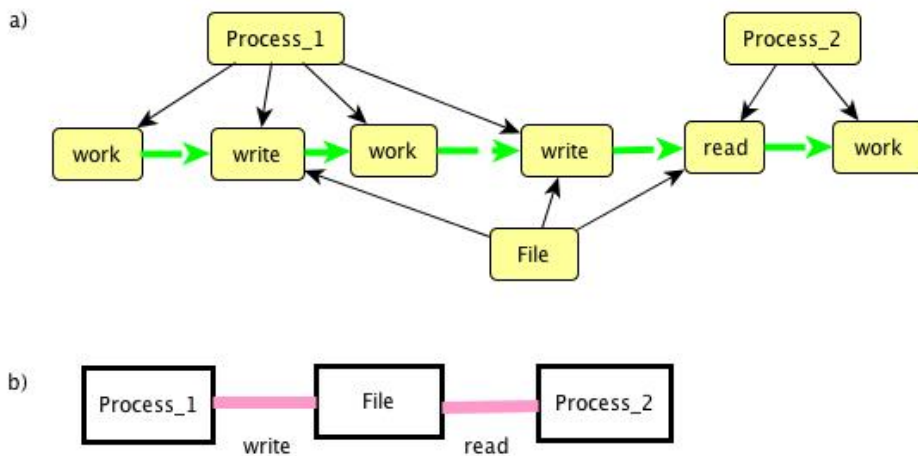 a)
Process_1
Process_2
work
write
work
write
read
work
File
b)
Process_1
File
Process_2
write
read